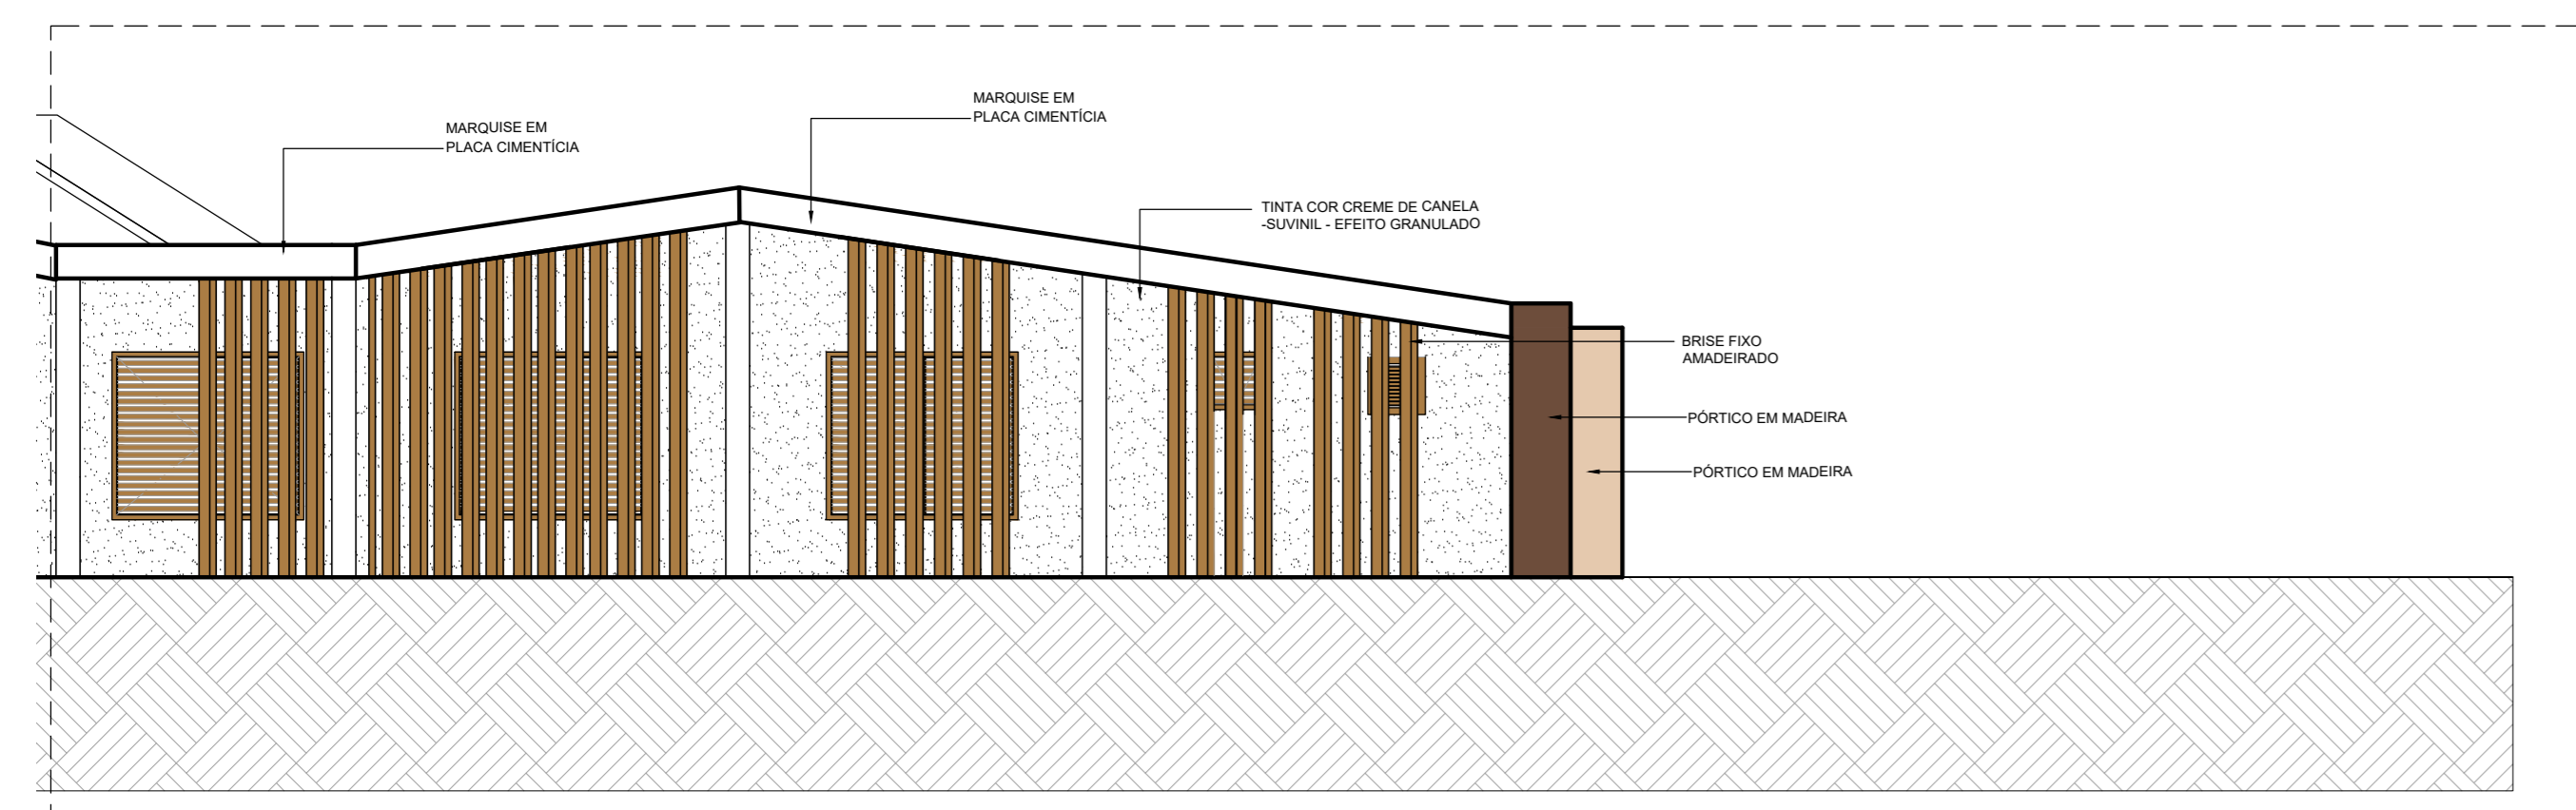 MARQUISE EM
PLACA CIMENTÍCIA
MARQUISE EM
PLACA CIMENTÍCIA
TINTA COR CREME DE CANELA
-SUVINIL - EFEITO GRANULADO
BRISE FIXO
AMADEIRADO
PÓRTICO EM MADEIRA
PÓRTICO EM MADEIRA